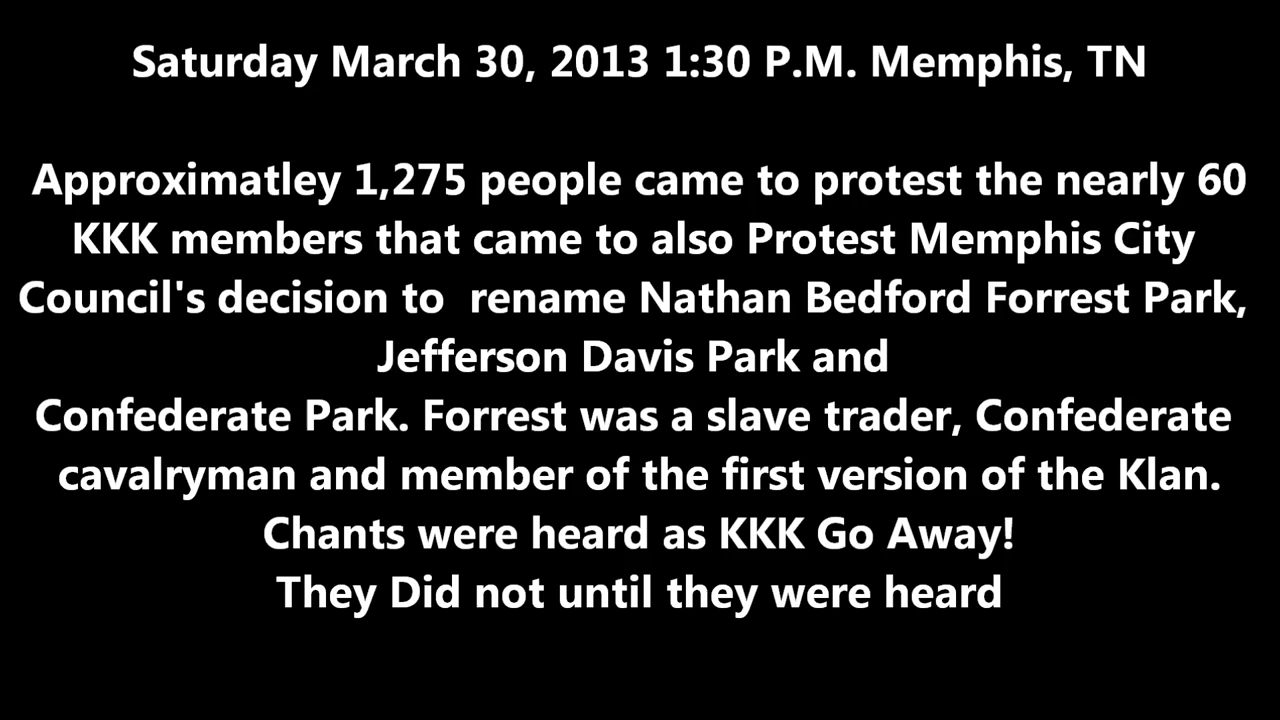 Saturday March 30, 2013 1:30 P.M. Memphis, TN
Approximatley 1,275 people came to protest the nearly 60
KKK members that came to also Protest Memphis City
Council's decision to  rename Nathan Bedford Forrest Park,
Jefferson Davis Park and
Confederate Park. Forrest was a slave trader, Confederate
cavalryman and member of the first version of the Klan.
Chants were heard as KKK Go Away!
They Did not until they were heard